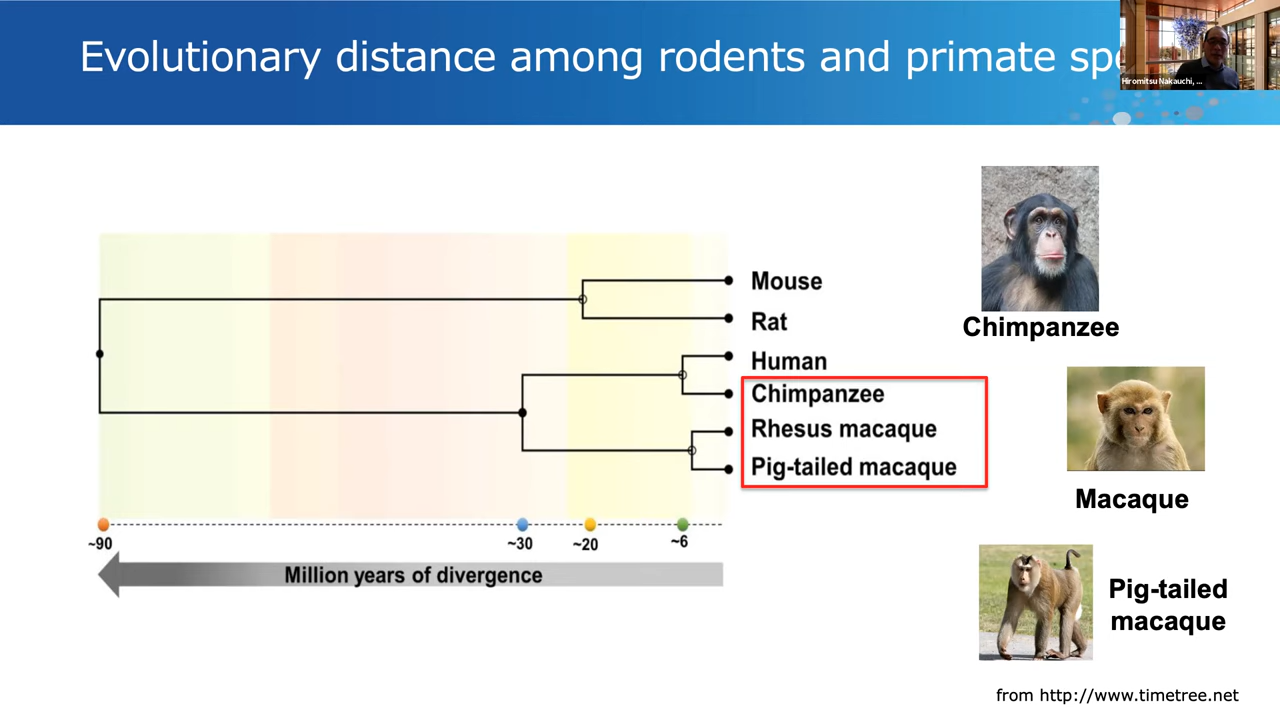 Evolutionary distance among rodents and primate spe
Hiromitsu Nakauchi, ...
Mouse
Rat
Human
Chimpanzee
Rhesus macaque
Pig-tailed macaque
~90
~30
~20
~6
Million years of divergence
Chimpanzee
Macaque
Pig-tailed
macaque
from http://www.timetree.net